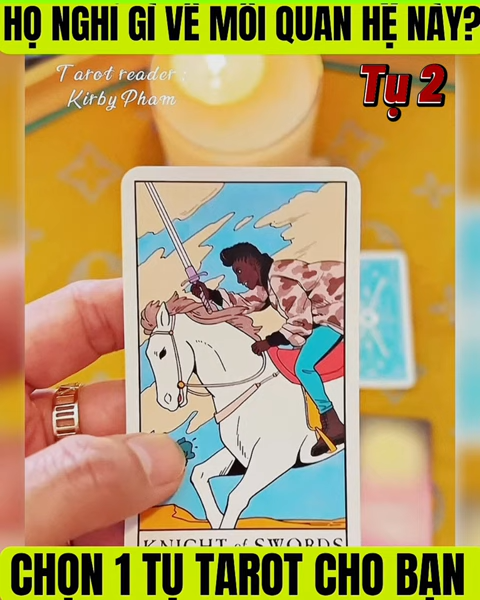 HỌ NGHĨ GÌ VỀ MỐI QUAN HỆ NÀY?
Tarot reader :
Kirby Pham
Tụ 2
KNIGHT of SWORDS
CHỌN 1 TỤ TAROT CHO BẠN